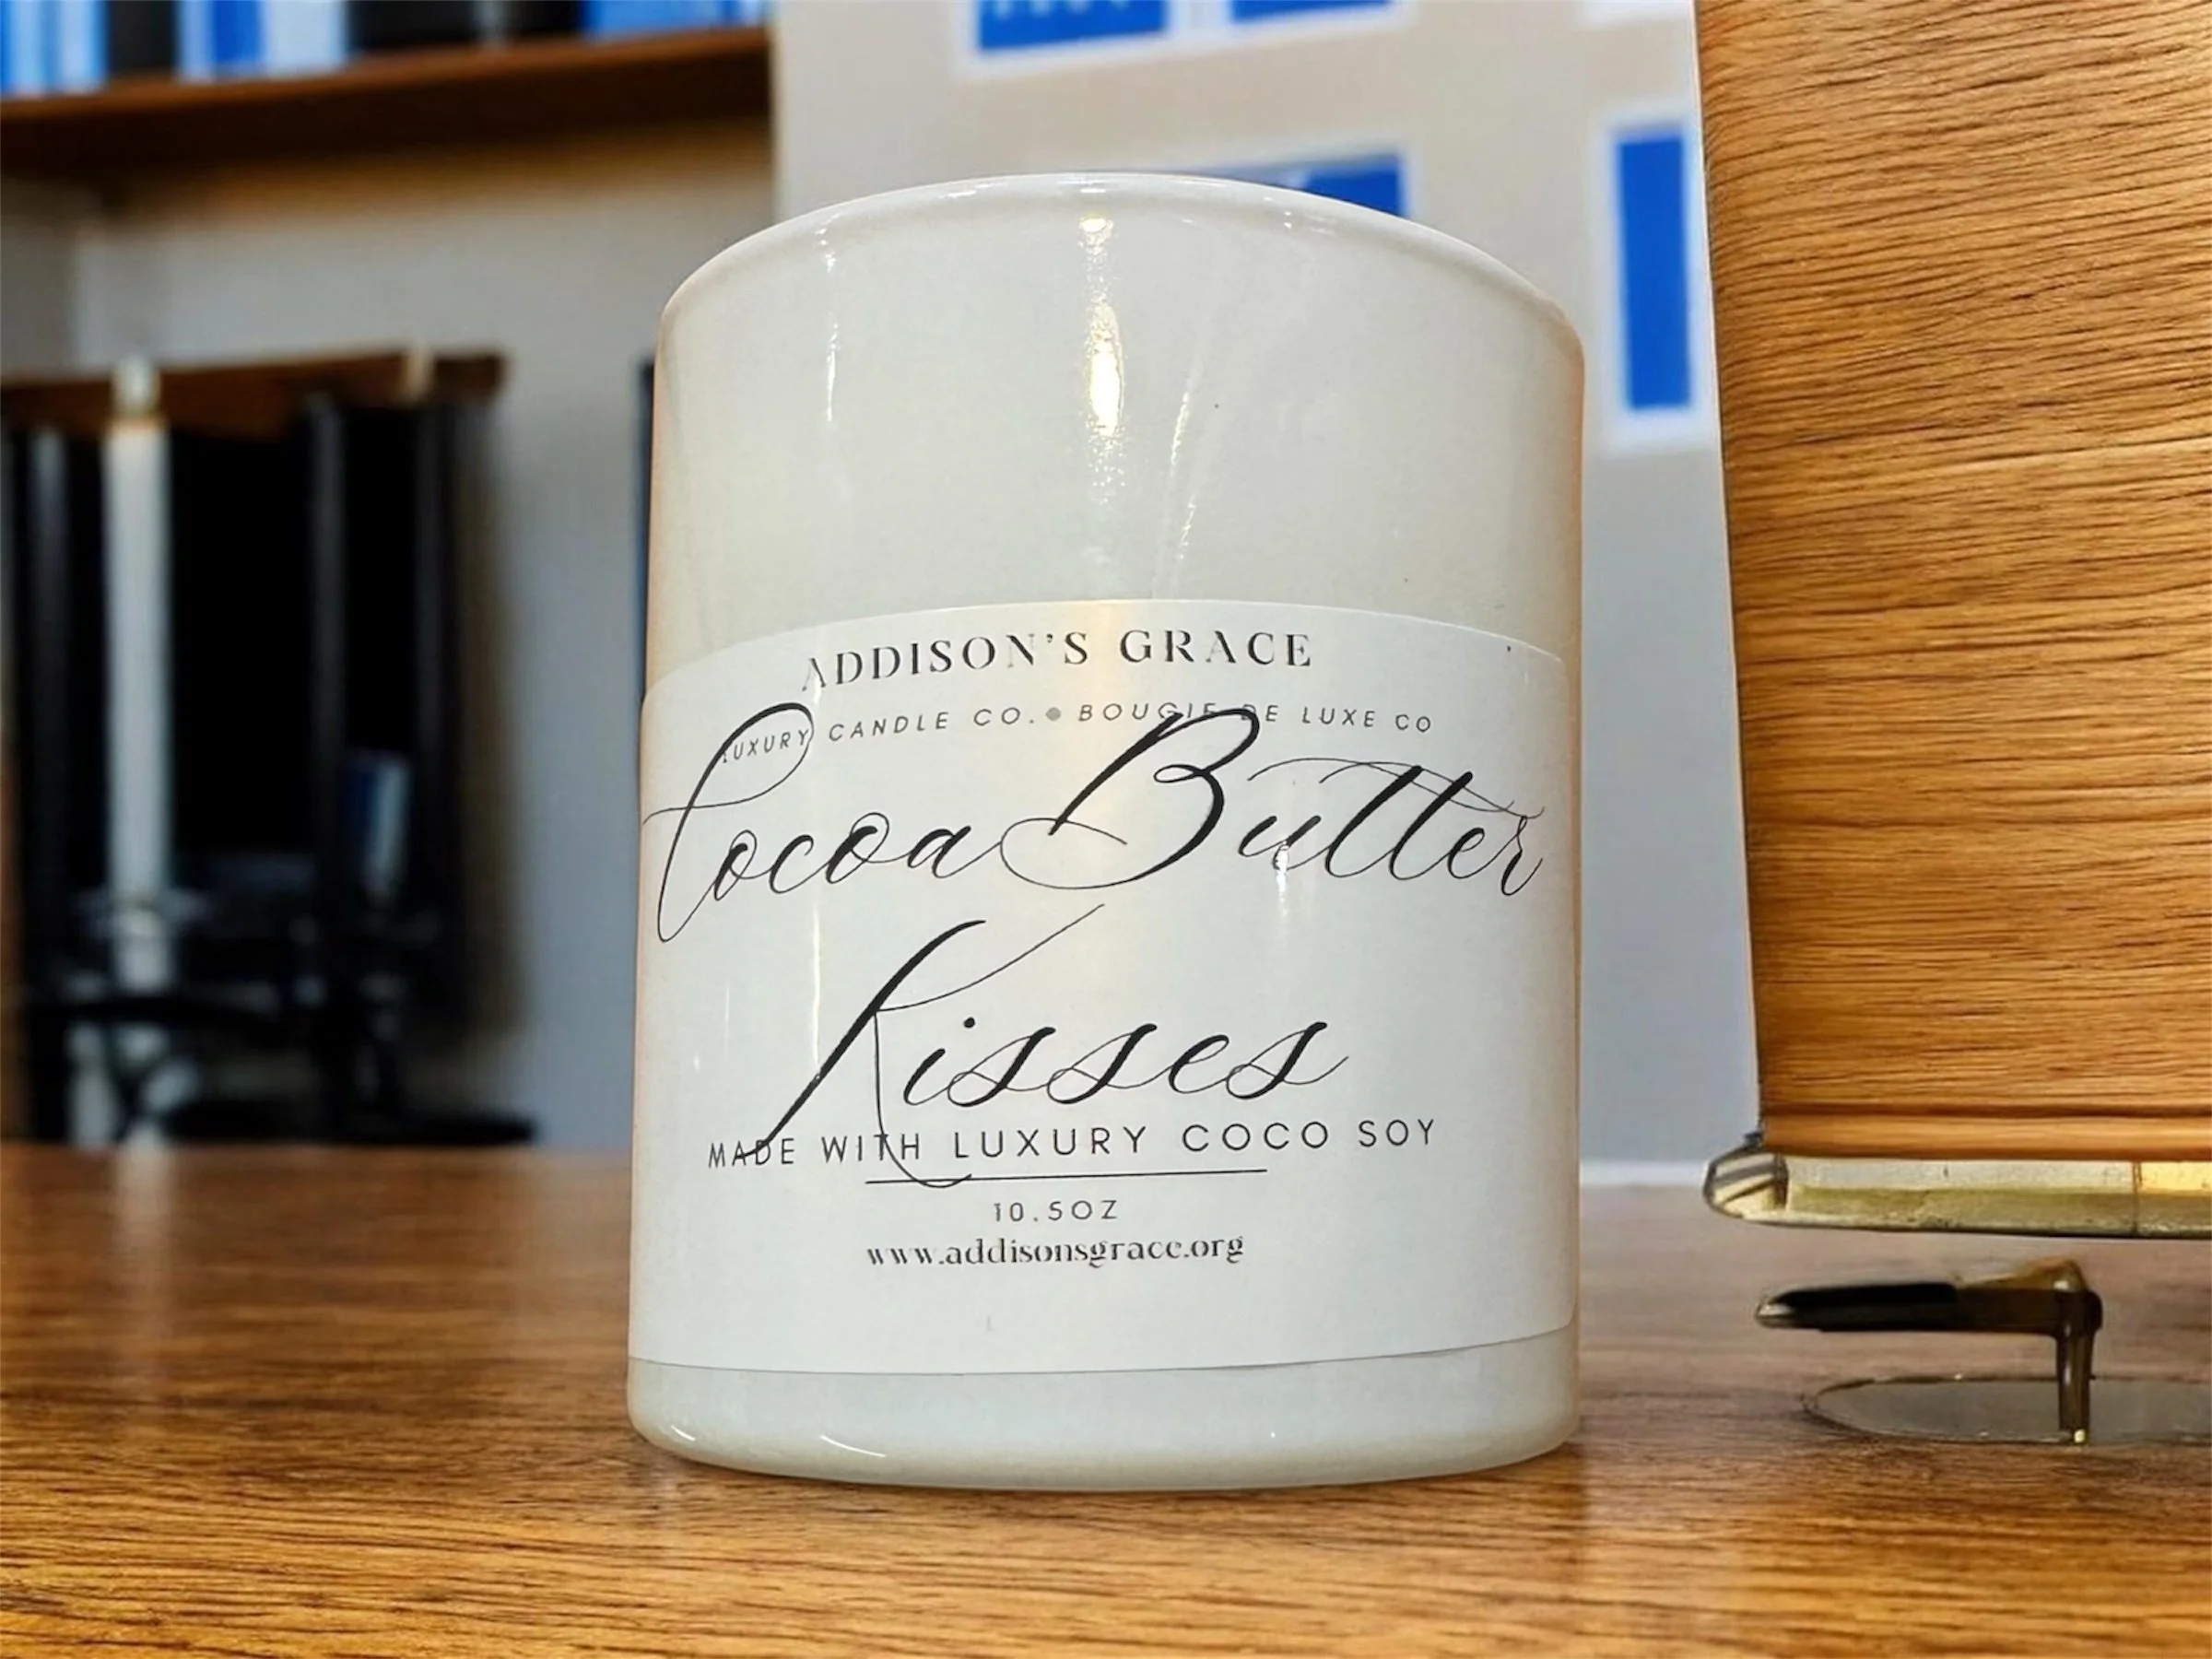 ADDISON'S GRACE
LUXURY CANDLE CO. • BOUGIE DE LUXE CO
Cocoa Butter
Kisses
MADE WITH LUXURY COCO SOY
10.5OZ
www.addisonsgrace.org